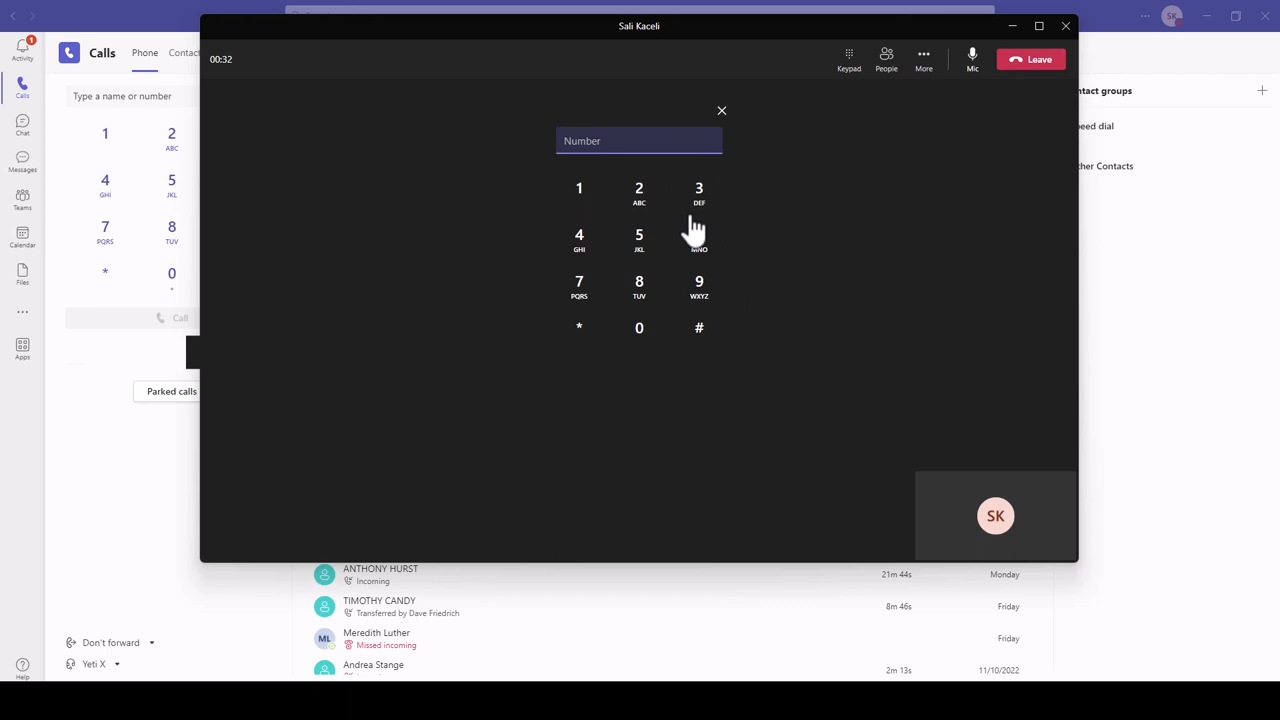 SK
Sali Kaceli
00:32
Keypad
People
More
Mic
Leave
Number
1
2
ABC
3
DEF
4
GHI
5
JKL
MNO
7
PQRS
8
TUV
9
WXYZ
*
0
#
SK
1
Activity
Calls
Chat
Messages
Teams
Calendar
Files
Apps
Help
Calls
Phone
Contact
Type a name or number
1
2
ABC
4
GHI
5
JKL
7
PQRS
8
TUV
*
0
Call
Parked calls
Don't forward
Yeti X
ntact groups
+
eed dial
her Contacts
ANTHONY HURST
Incoming
21m 44s
Monday
TIMOTHY CANDY
Transferred by Dave Friedrich
8m 46s
Friday
ML
Meredith Luther
Missed incoming
Friday
Andrea Stange
2m 13s
11/10/2022